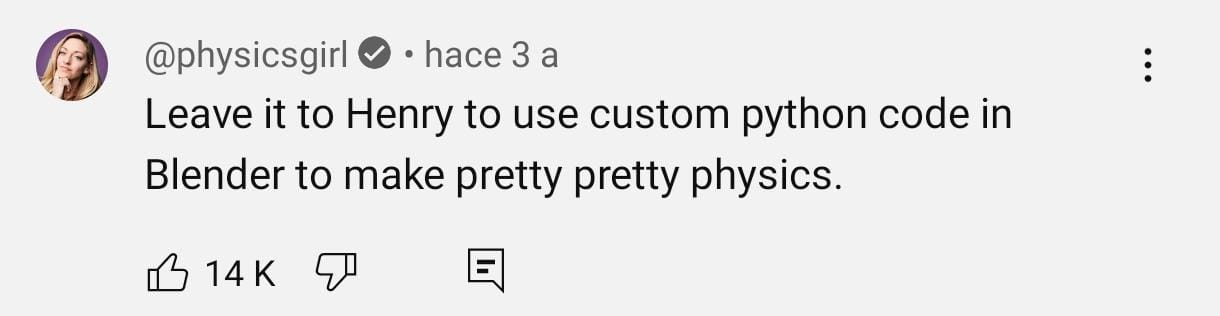 @physicsgirl • hace 3 a
Leave it to Henry to use custom python code in
Blender to make pretty pretty physics.
14 K